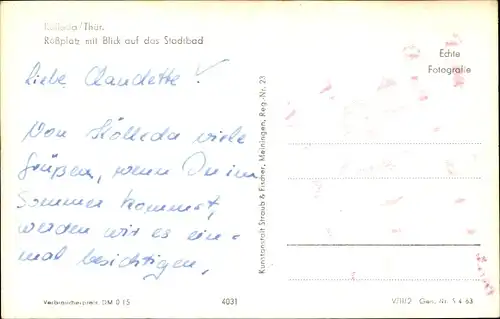 Kölleda/Thür.
Roßplatz mit Blick auf das Stadtbad
Echte
Fotografie
Liebe Claudette!
Von Kölleda viele
Grüßen, wenn Du im
Sommer kommst,
werden wir es ein-
mal besichtigen,
Kunstanstalt Straub & Fischer, Meiningen, Reg.-Nr. 23
Verbraucherpreis: DM 0,15
4031
V/11/2 Gen.-Nr. 54 63